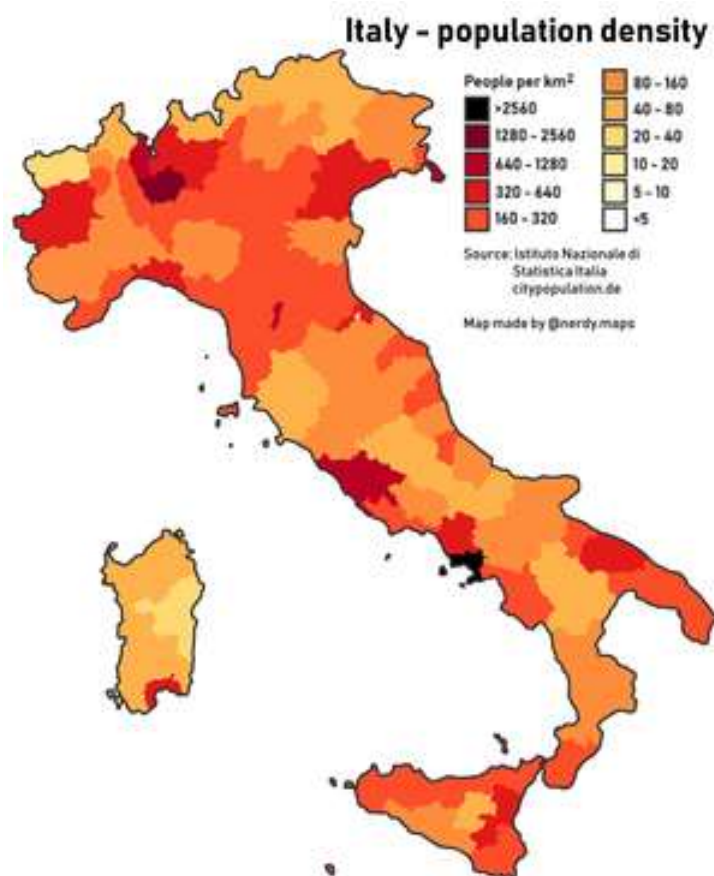 Italy - population density
People per km²
>2560
1280 - 2560
640 - 1280
320 - 640
160 - 320
80 - 160
40 - 80
20 - 40
10 - 20
5 - 10
<5
Source: Istituto Nazionale di
Statistica Italia
citypopulation.de
Map made by @nerdy.maps